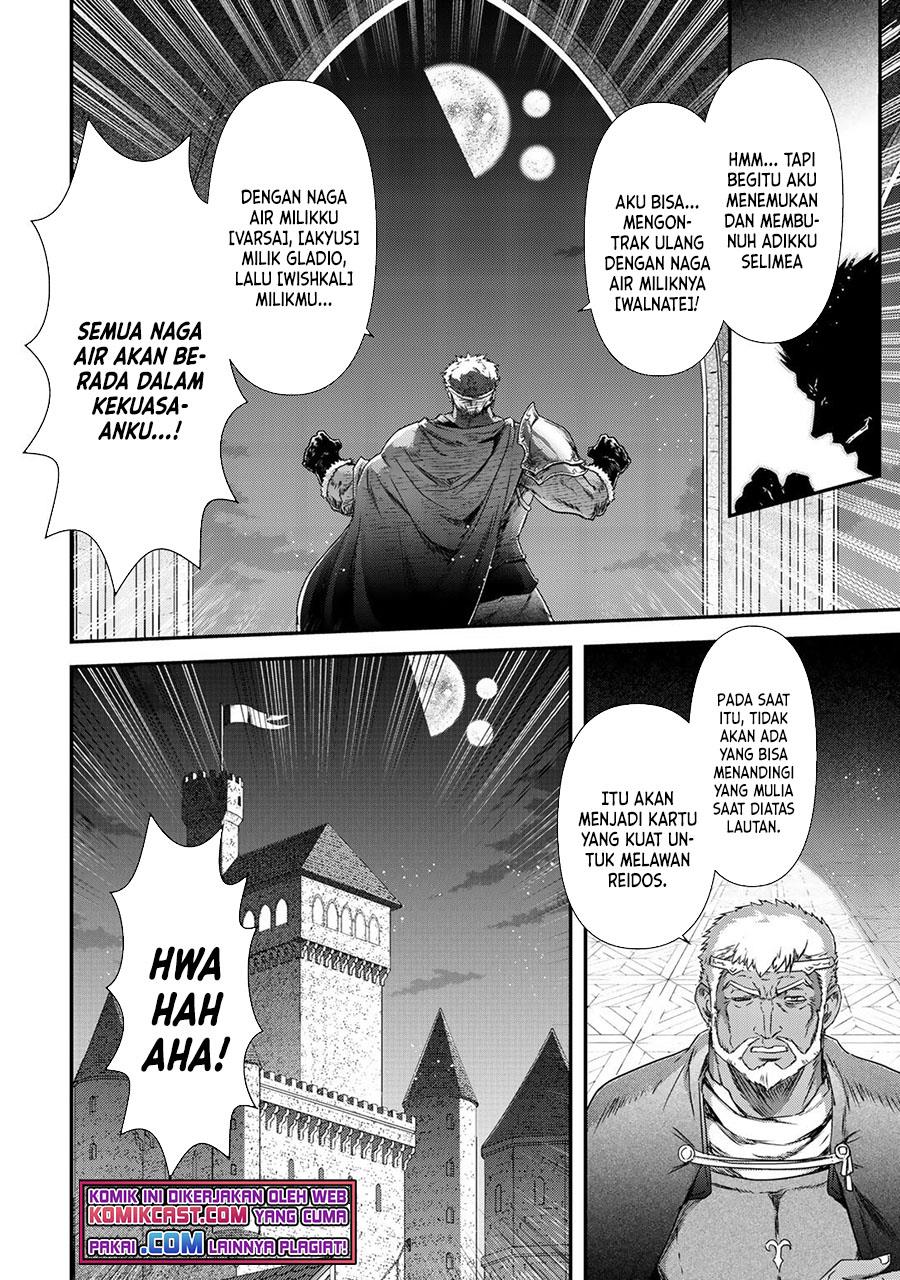 HMM... TAPI
BEGITU AKU
MENEMUKAN
DAN MEMBU-
NUH ADIKKU
SELIMEA
AKU BISA...
MENGON-
TRAK ULANG
DENGAN NAGA
AIR MILIKNYA
[WALNATE]!
DENGAN NAGA
AIR MILIKKU
[VARSA], [AKYUS]
MILIK GLADIO,
LALU [WISHKAL]
MILIKMU...
SEMUA NAGA
AIR AKAN BE-
RADA DALAM
KEKUASA-
ANKU...!
PADA SAAT
ITU, TIDAK
AKAN ADA
YANG BISA
MENANDINGI
YANG MULIA
SAAT DIATAS
LAUTAN.
ITU AKAN
MENJADI KARTU
YANG KUAT UN-
TUK MELAWAN
REIDOS.
HWA
HAH
AHA!
KOMIK INI DIKERJAKAN OLEH WEB
KOMIKCAST.COM YANG CUMA
PAKAI .COM LAINNYA PLAGIAT!